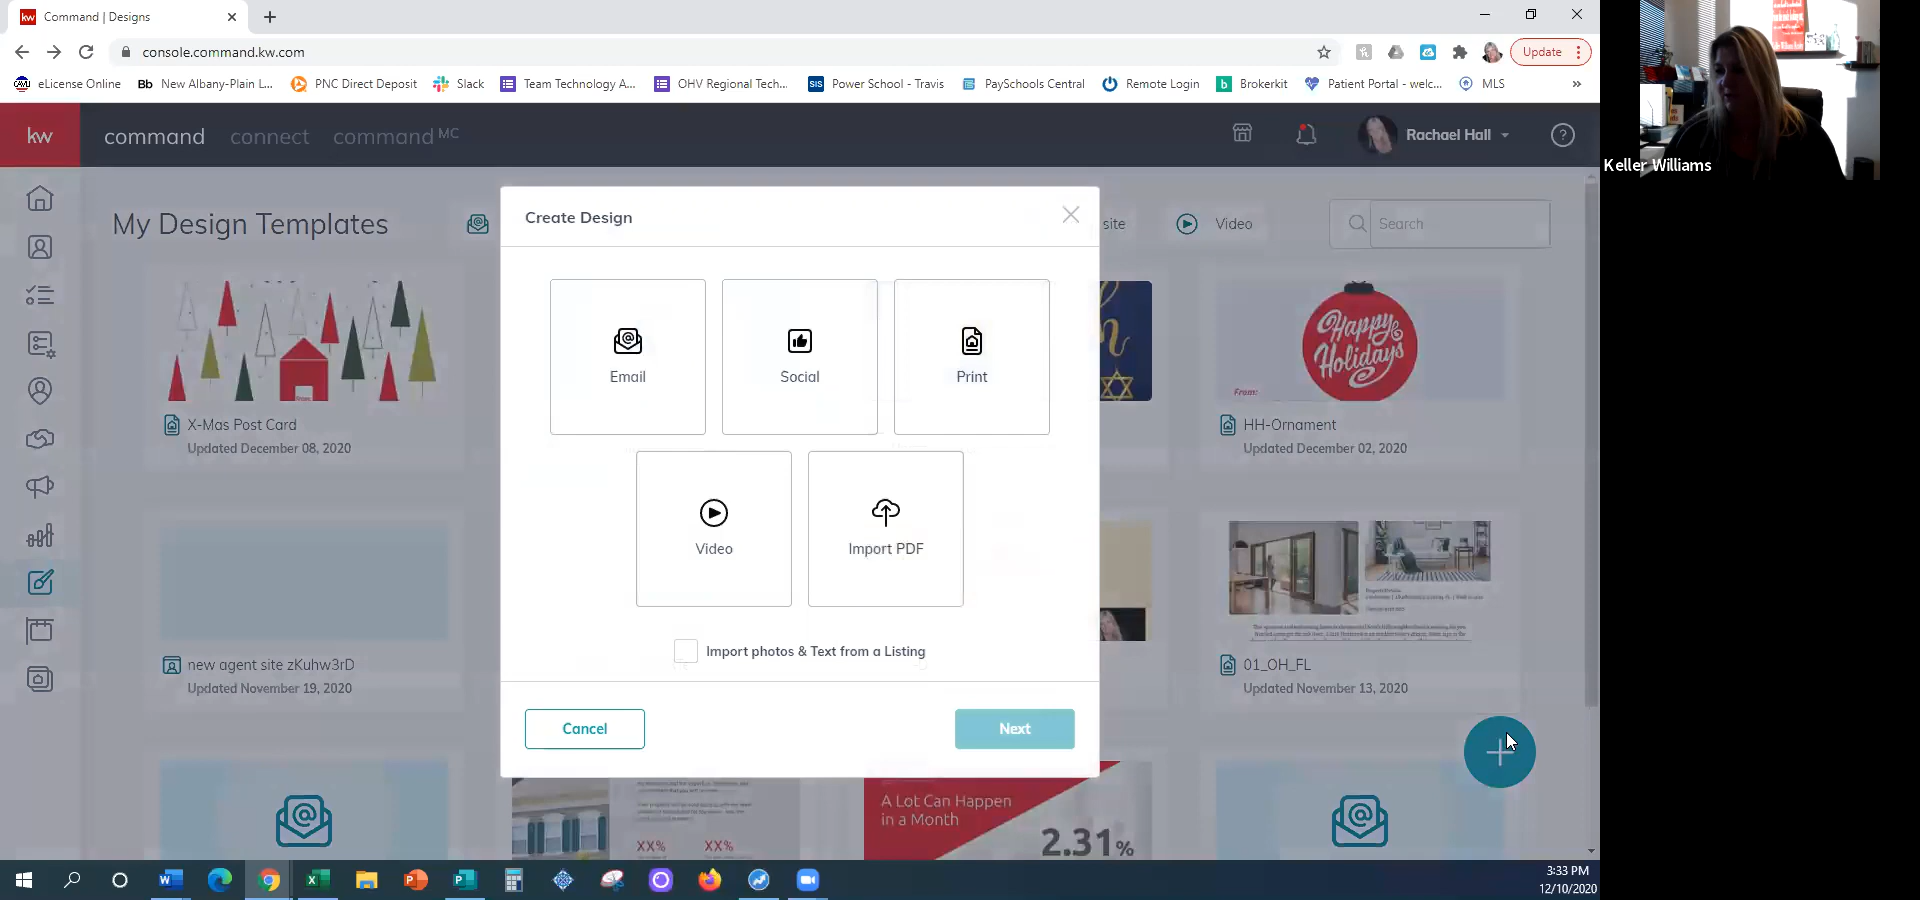 kw Command | Designs
console.command.kw.com
Update
CAVU eLicense Online
Bb New Albany-Plain L...
PNC Direct Deposit
Slack
Team Technology A...
OHV Regional Tech...
SIS Power School - Travis
PaySchools Central
Remote Login
b Brokerkit
Patient Portal - welc...
MLS
»
kw
command connect command MC
Rachael Hall
?
Keller Williams
My Design Templates
site
Video
Search
Create Design
Email
Social
Print
Video
Import PDF
Import photos & Text from a Listing
Cancel
Next
Happy
Holidays
From:
X-Mas Post Card
Updated December 08, 2020
HH-Ornament
Updated December 02, 2020
new agent site zKuhw3rD
Updated November 19, 2020
01_OH_FL
Updated November 13, 2020
XX% XX%
A Lot Can Happen
in a Month
2.31%
3:33 PM
12/10/2020